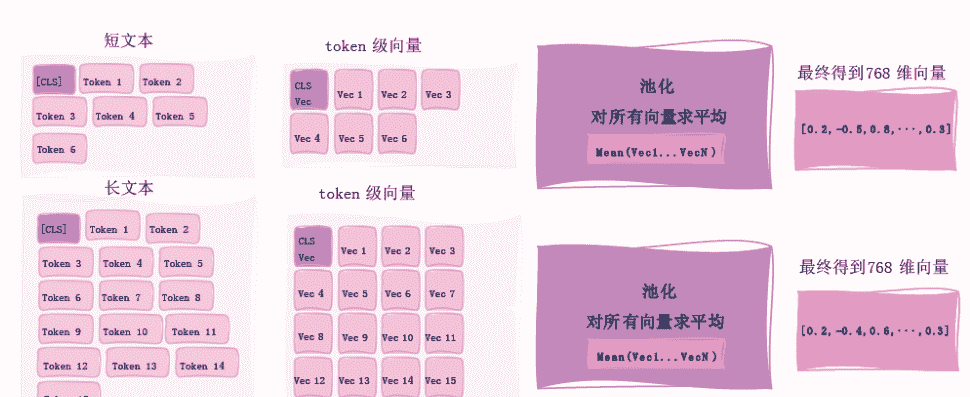 短文本
[CLS] Token 1 Token 2
Token 3 Token 4 Token 5
Token 6
token 级向量
CLS
Vec
Vec 1 Vec 2 Vec 3
Vec 4 Vec 5 Vec 6
池化
对所有向量求平均
Mean(Vec1...VecN)
最终得到768 维向量
[0.2,-0.5,0.8,···,0.3]
长文本
[CLS] Token 1 Token 2
Token 3 Token 4 Token 5
Token 6 Token 7 Token 8
Token 9 Token 10 Token 11
Token 12 Token 13 Token 14
token 级向量
CLS
Vec
Vec 1 Vec 2 Vec 3
Vec 4 Vec 5 Vec 6 Vec 7
Vec 8 Vec 9 Vec 10 Vec 11
Vec 12 Vec 13 Vec 14 Vec 15
池化
对所有向量求平均
Mean(Vec1...VecN)
最终得到768 维向量
[0.2,-0.4,0.6,···,0.3]